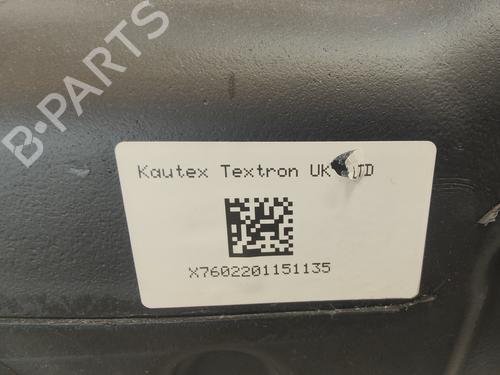 B-PARTS
Kautex Textron UK LTD
X7602201151135